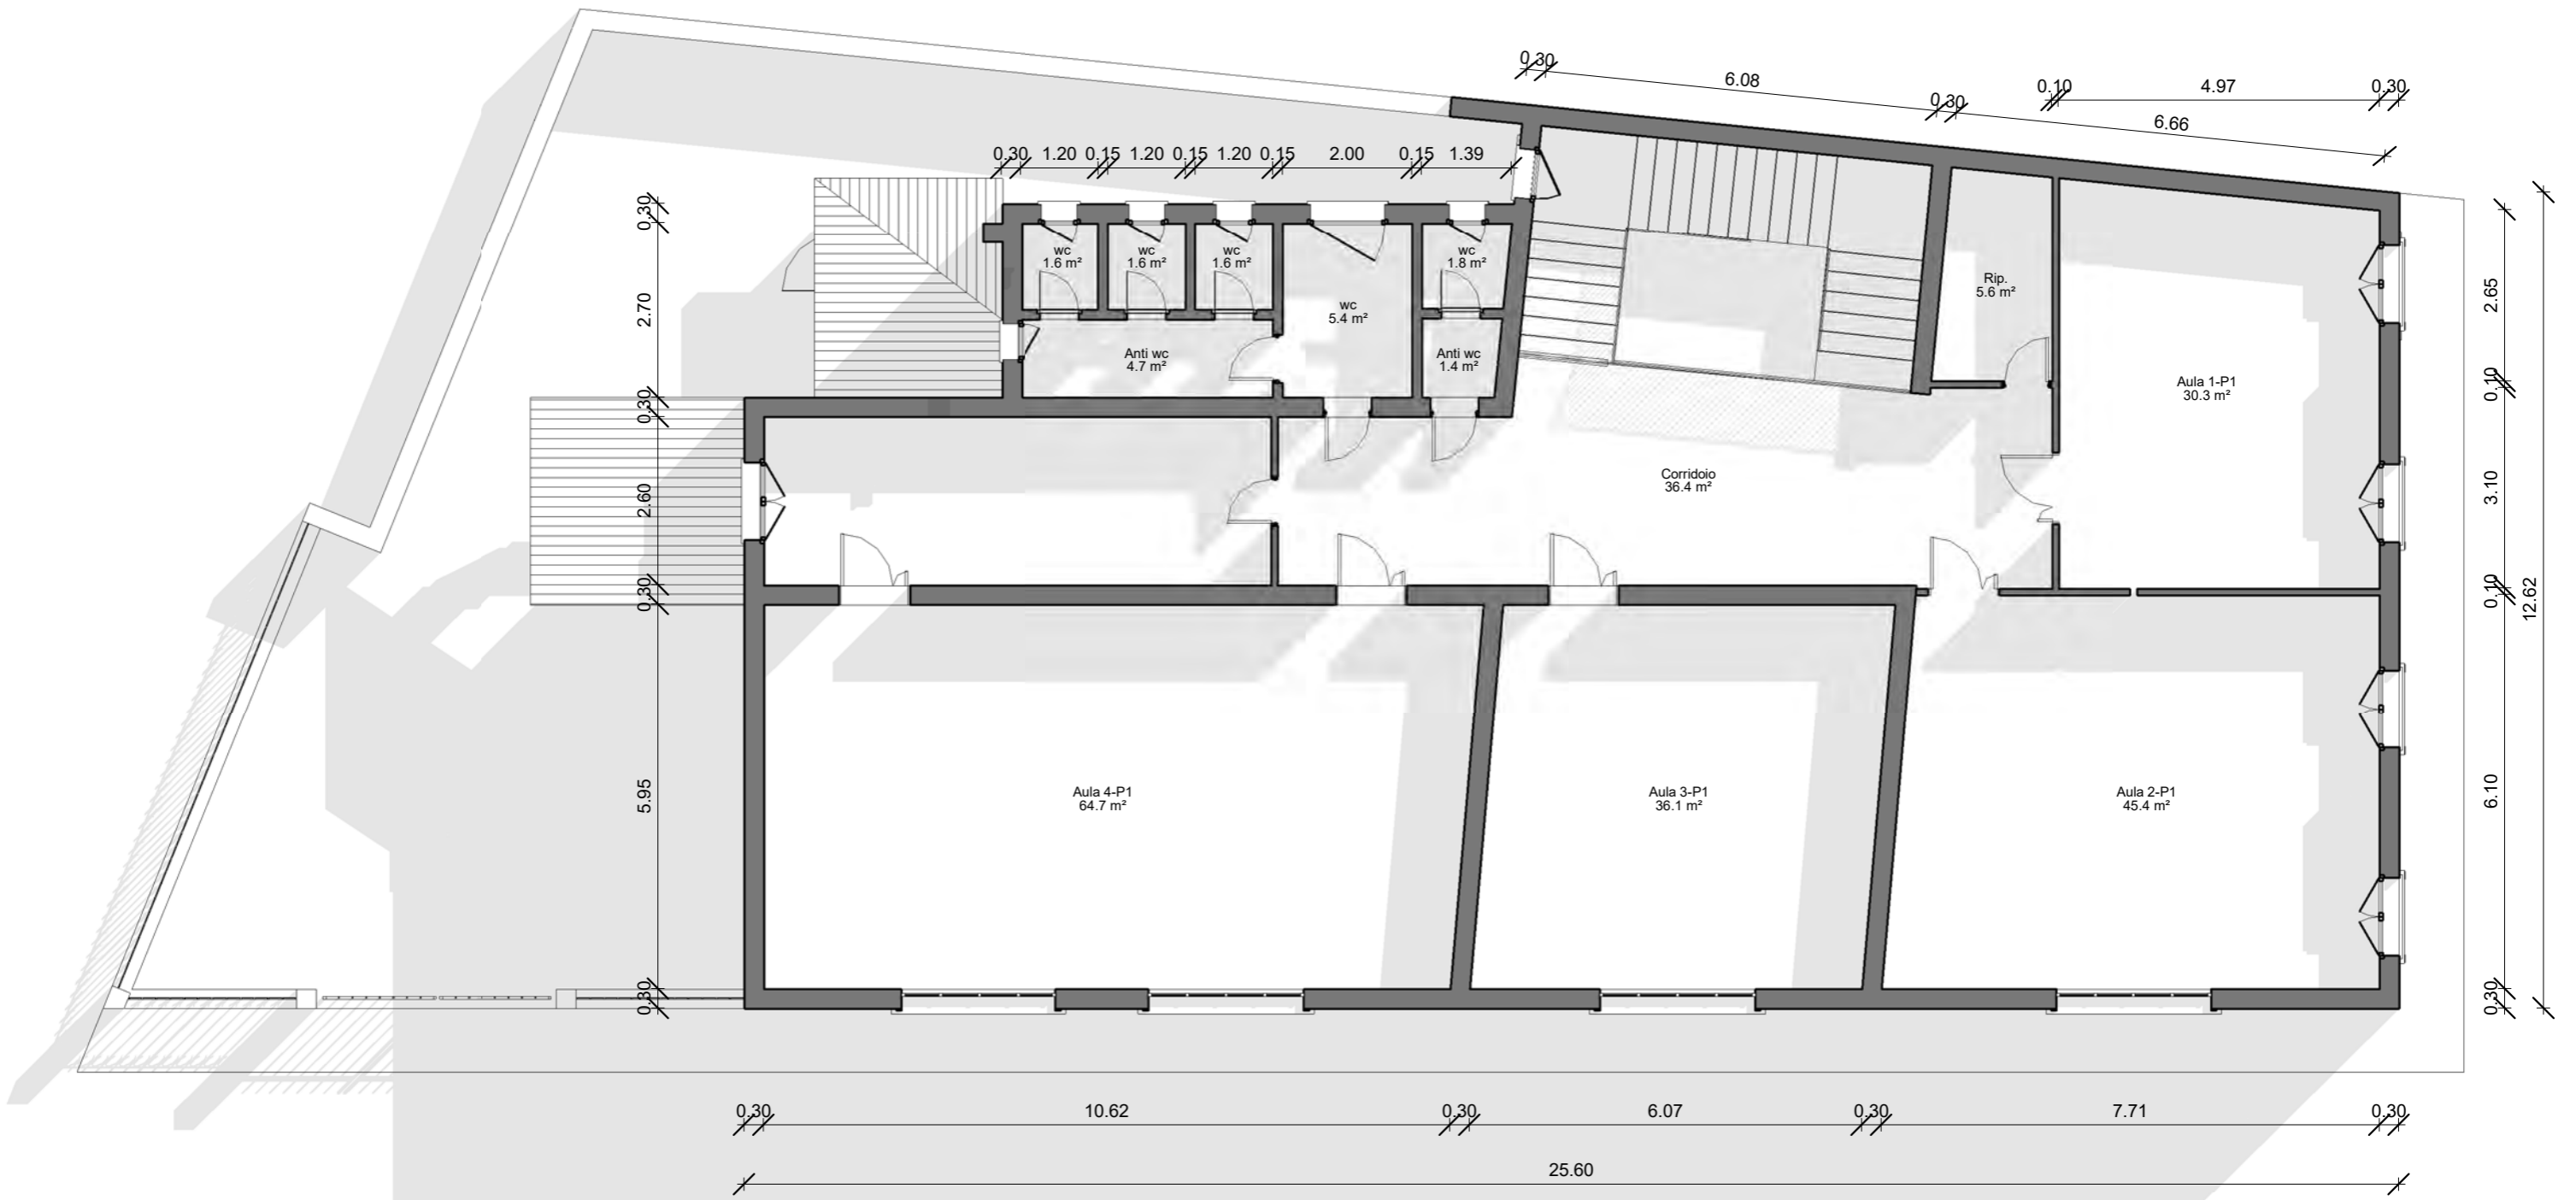 0.30
6.08
0.30
6.66
0.10
4.97
0.30
0.30
1.20
0.15
1.20
0.15
1.20
0.15
2.00
0.15
1.39
0.30
2.70
0.30
2.60
0.30
5.95
0.30
wc
1.6 m²
wc
1.6 m²
wc
1.6 m²
wc
5.4 m²
wc
1.8 m²
Anti wc
4.7 m²
Anti wc
1.4 m²
Rip.
5.6 m²
Aula 1-P1
30.3 m²
Corridoio
36.4 m²
Aula 4-P1
64.7 m²
Aula 3-P1
36.1 m²
Aula 2-P1
45.4 m²
2.65
0.10
3.10
0.10
6.10
0.30
12.62
0.30
10.62
0.30
6.07
0.30
7.71
0.30
25.60